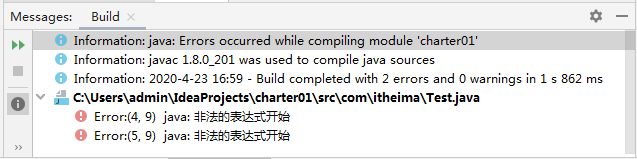 Messages: Build ×
Information: java: Errors occurred while compiling module 'charter01'
Information: javac 1.8.0_201 was used to compile java sources
Information: 2020-4-23 16:59 - Build completed with 2 errors and 0 warnings in 1 s 862 ms
C:\Users\admin\IdeaProjects\charter01\src\com\itheima\Test.java
Error:(4, 9) java: 非法的表达式开始
Error:(5, 9) java: 非法的表达式开始